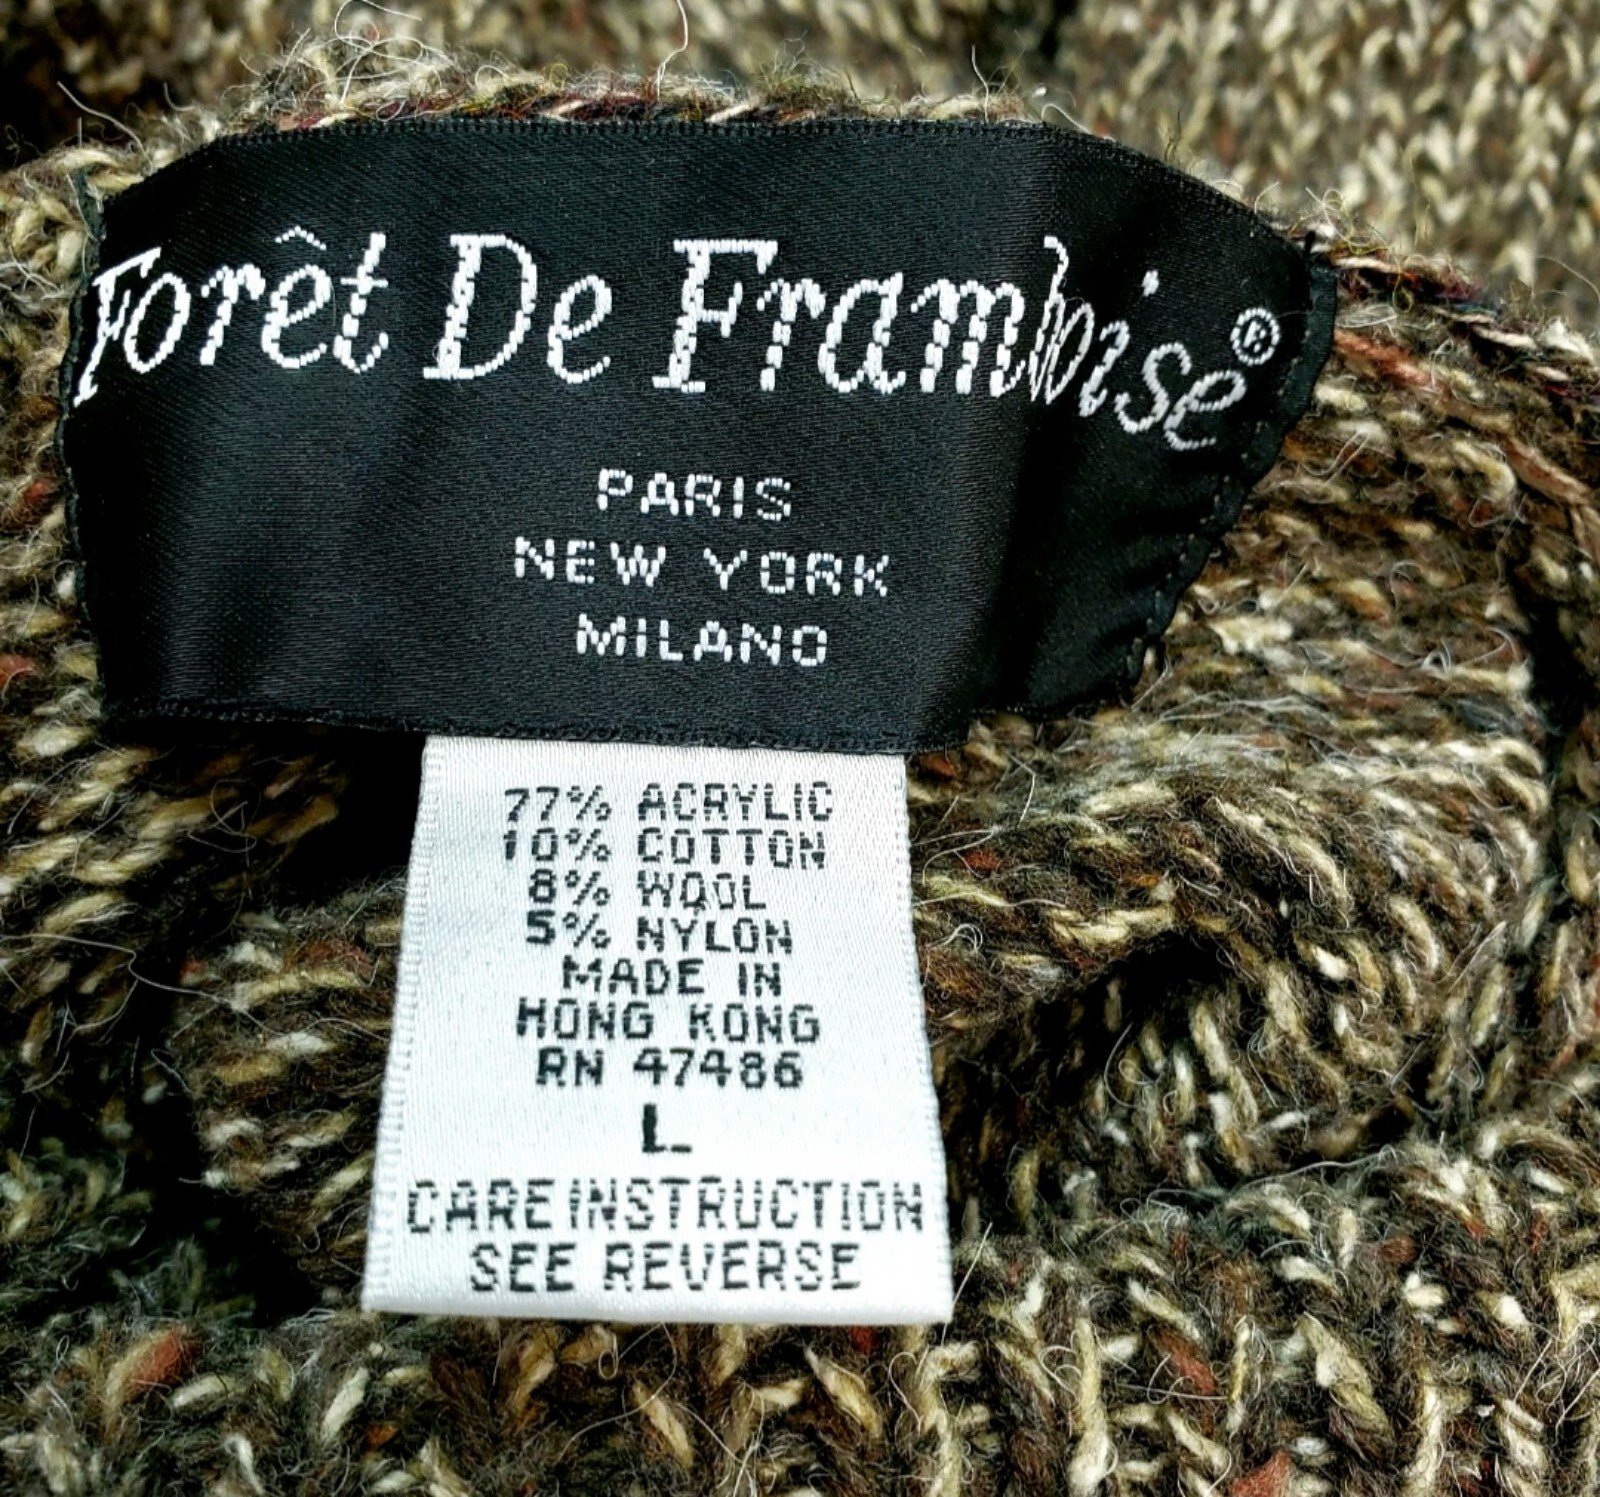 Forêt De Framboise®
PARIS
NEW YORK
MILANO
77% ACRYLIC
10% COTTON
8% WOOL
5% NYLON
MADE IN
HONG KONG
RN 47486
L
CARE INSTRUCTION
SEE REVERSE